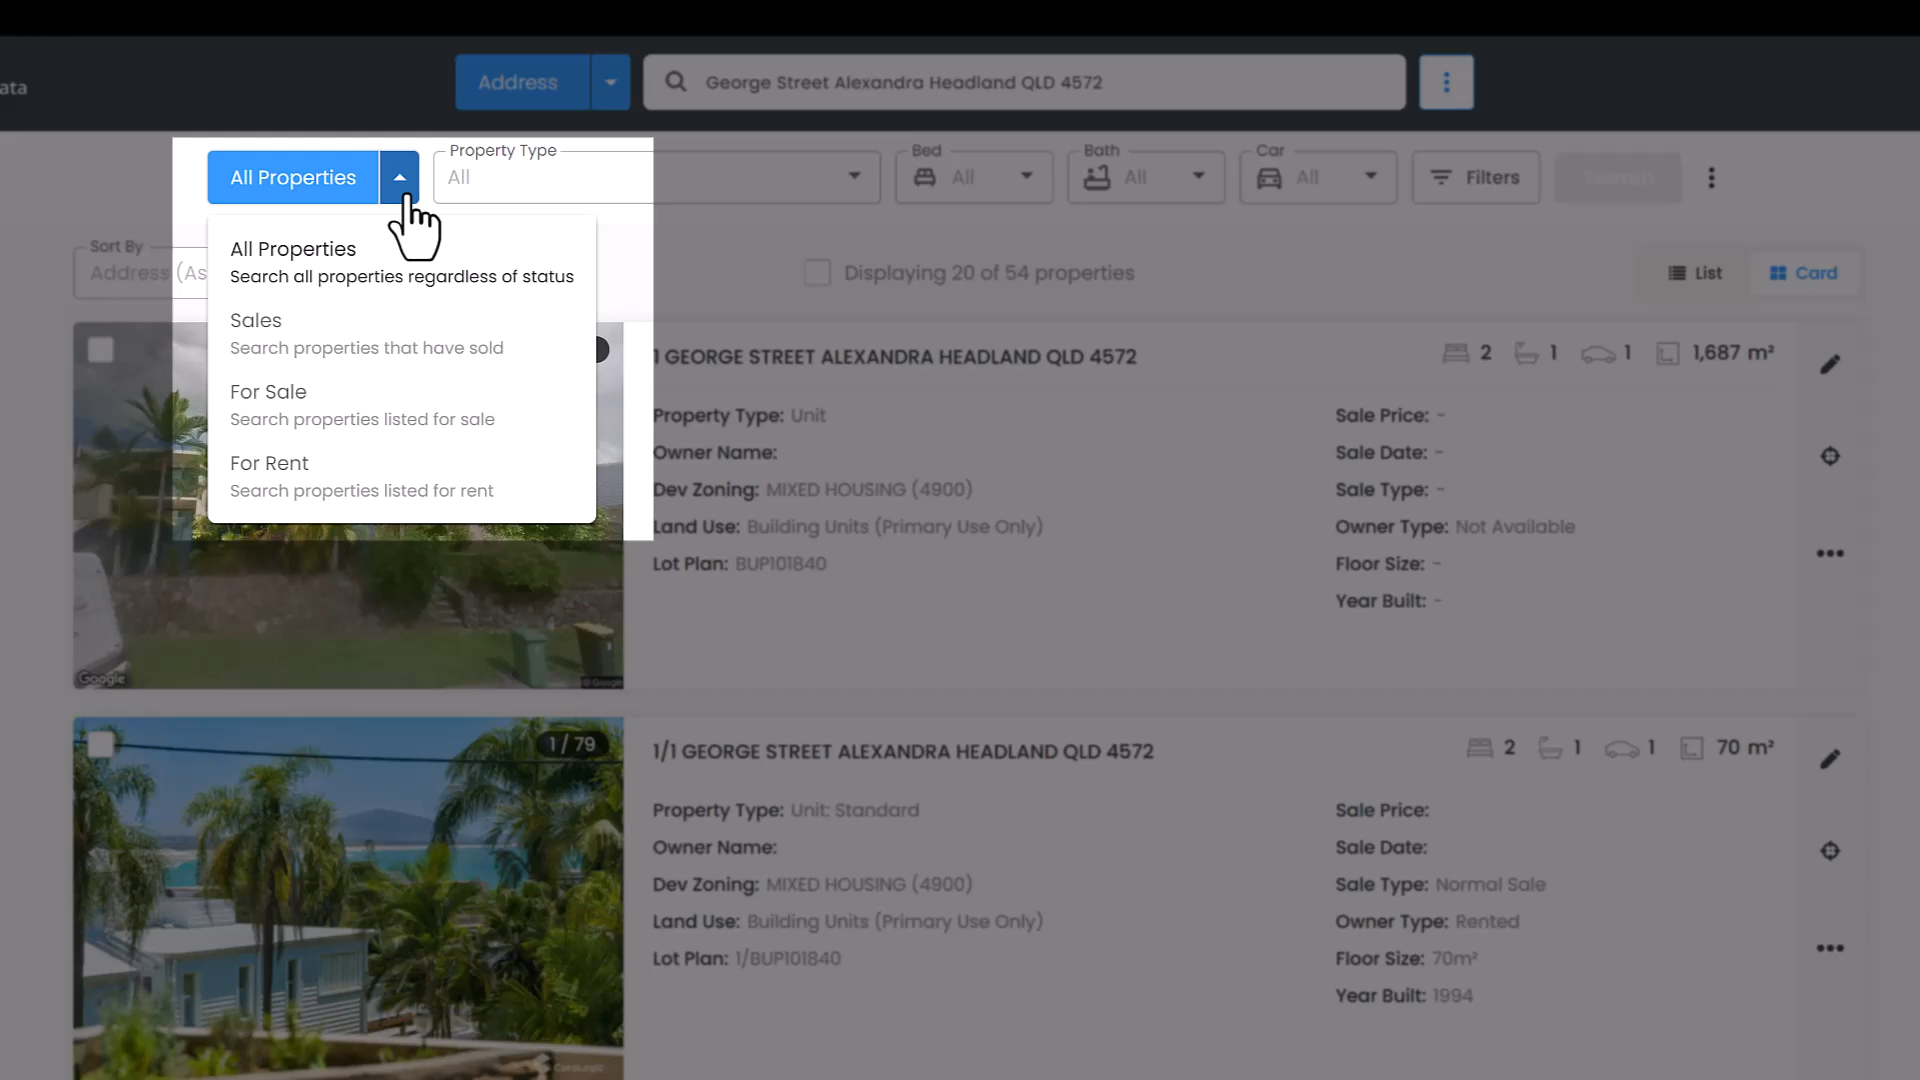 ata
Address
George Street Alexandra Headland QLD 4572
All Properties
Property Type
All
Bed
All
Bath
All
Car
All
Filters
Search
All Properties
Search all properties regardless of status
Sales
Search properties that have sold
For Sale
Search properties listed for sale
For Rent
Search properties listed for rent
Sort By
Address (As
Displaying 20 of 54 properties
List
Card
1 GEORGE STREET ALEXANDRA HEADLAND QLD 4572
2
1
1
1,687 m²
Property Type: Unit
Owner Name:
Dev Zoning: MIXED HOUSING (4900)
Land Use: Building Units (Primary Use Only)
Lot Plan: BUP101840
Sale Price: -
Sale Date: -
Sale Type: -
Owner Type: Not Available
Floor Size: -
Year Built: -
Google
© Google
1 / 79
1/1 GEORGE STREET ALEXANDRA HEADLAND QLD 4572
2
1
1
70 m²
Property Type: Unit: Standard
Owner Name:
Dev Zoning: MIXED HOUSING (4900)
Land Use: Building Units (Primary Use Only)
Lot Plan: 1/BUP101840
Sale Price:
Sale Date:
Sale Type: Normal Sale
Owner Type: Rented
Floor Size: 70m²
Year Built: 1994
CoreLogic